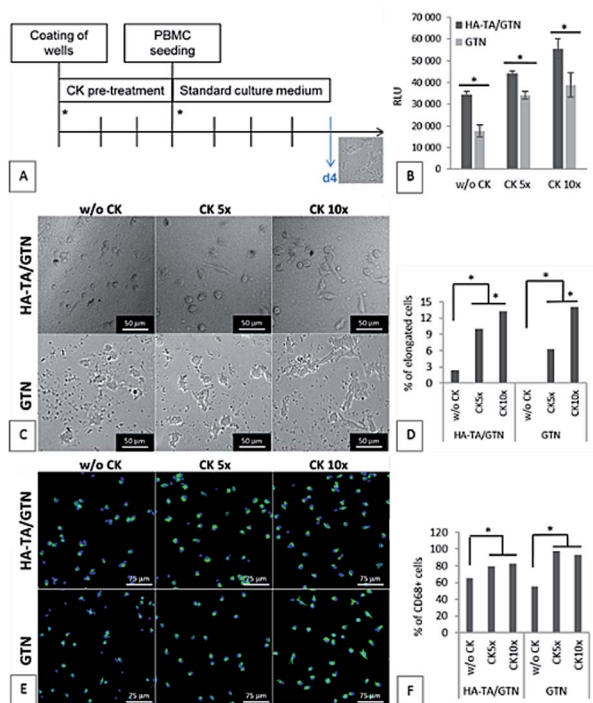 Coating of
wells
PBMC
seeding
CK pre-treatment
Standard culture medium
*
*
d4
A
70 000
60 000
50 000
40 000
30 000
20 000
10 000
0
RLU
HA-TA/GTN
GTN
*
*
*
w/o CK
CK 5x
CK 10x
B
w/o CK
CK 5x
CK 10x
HA-TA/GTN
50 µm
50 µm
50 µm
GTN
50 µm
50 µm
50 µm
C
% of elongated cells
15
12
9
6
3
0
*
*
*
*
w/o CK
CK5x
CK10x
w/o CK
CK5x
CK10x
HA-TA/GTN
GTN
D
w/o CK
CK 5x
CK 10x
HA-TA/GTN
75 µm
75 µm
75 µm
GTN
75 µm
75 µm
E
% of CD68+ cells
120
100
80
60
40
20
0
*
*
w/o CK
CK5x
CK10x
w/o CK
CK5x
CK10x
HA-TA/GTN
GTN
F